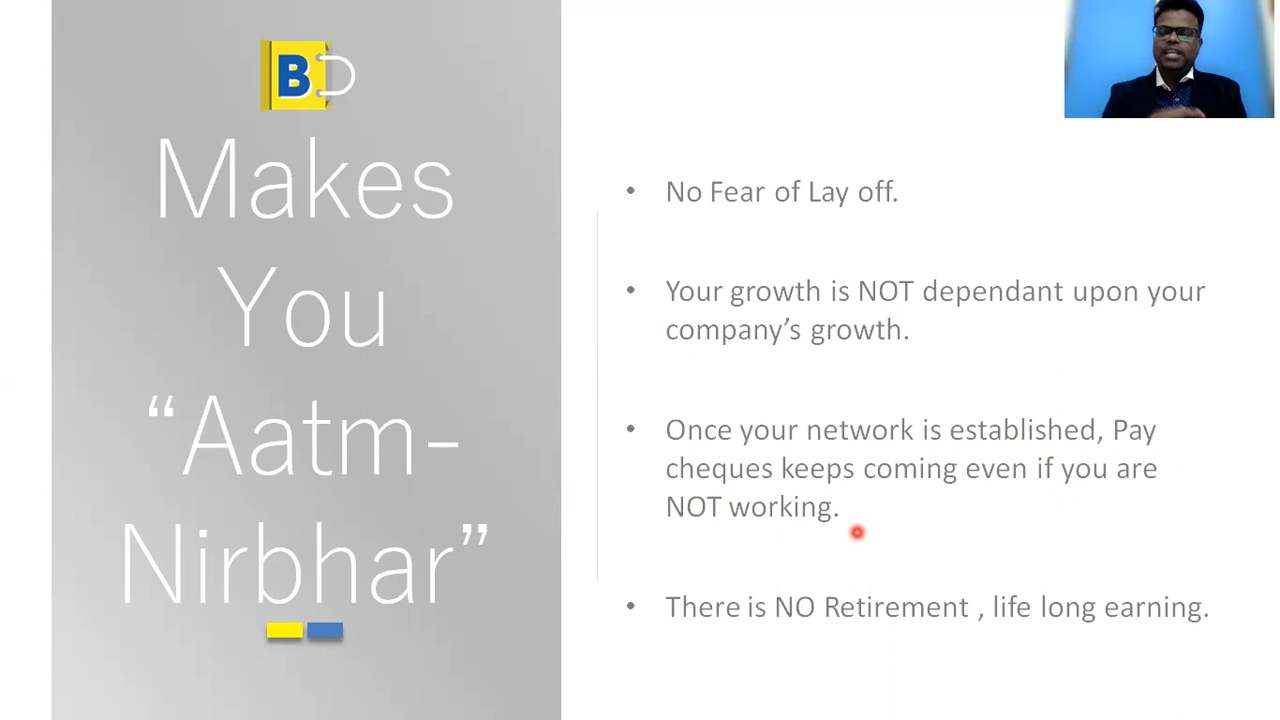 B
Makes
You
“Aatm-
Nirbhar”
• No Fear of Lay off.
• Your growth is NOT dependant upon your
company’s growth.
• Once your network is established, Pay
cheques keeps coming even if you are
NOT working.
• There is NO Retirement , life long earning.